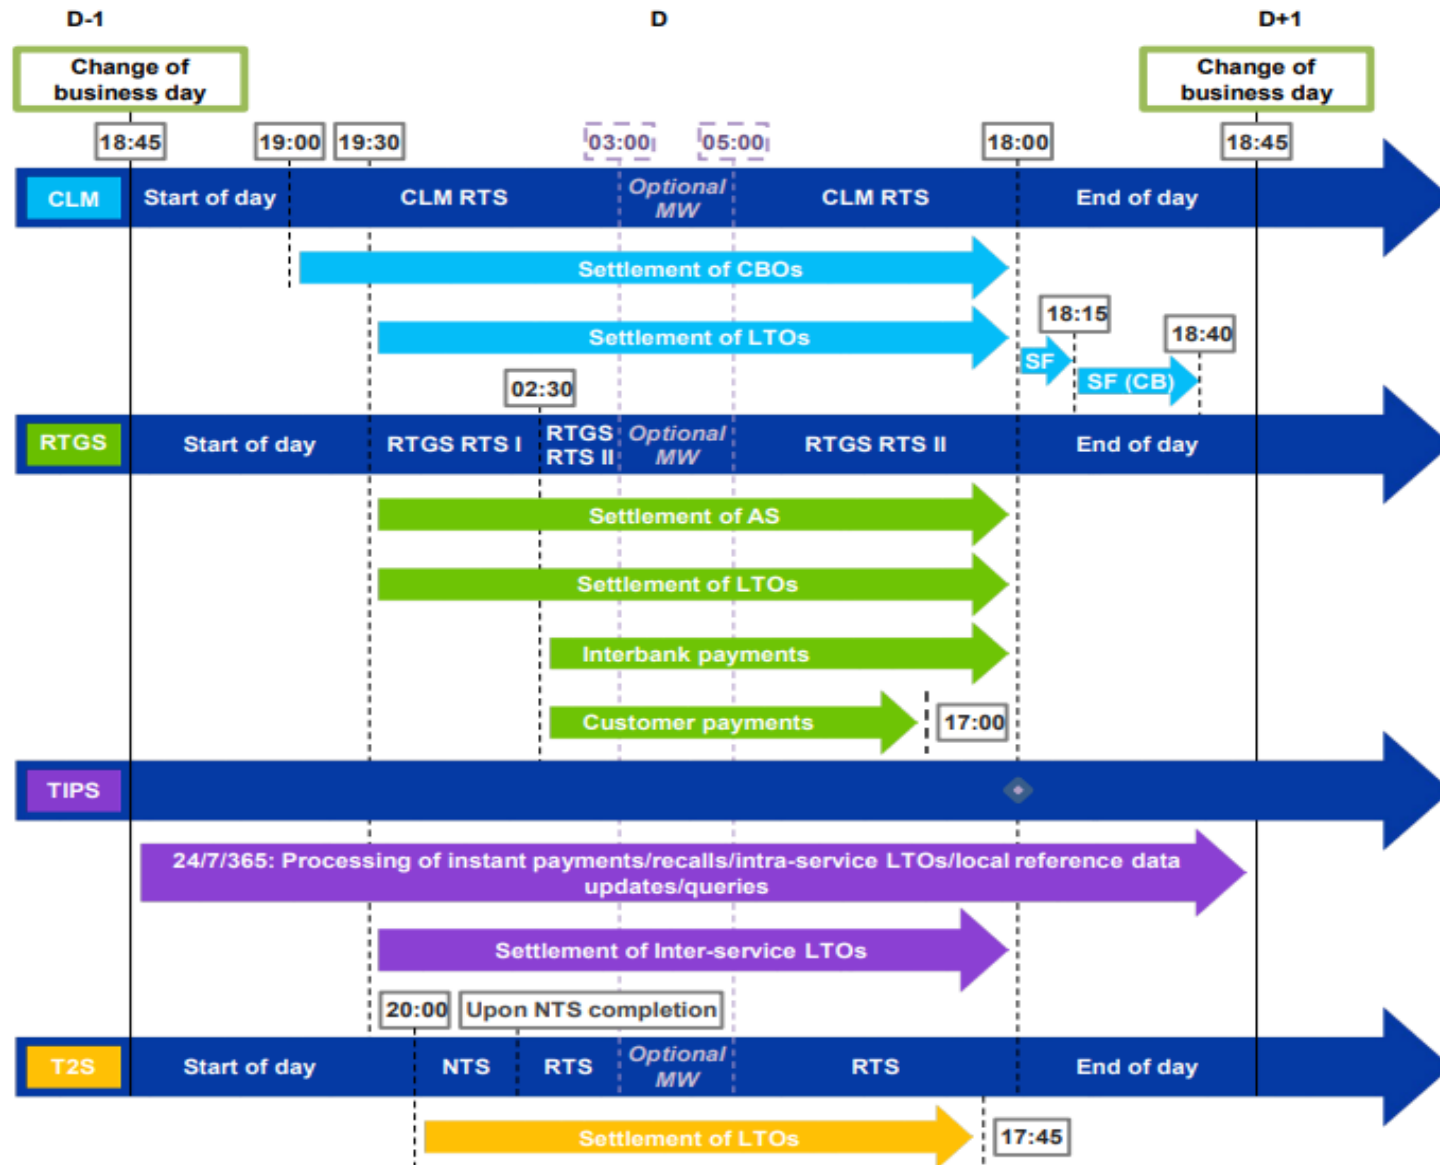 D-1 D D+1
Change of
business day
Change of
business day
18:45 19:00 19:30 03:00 05:00 18:00 18:45
CLM Start of day CLM RTS Optional
MW CLM RTS End of day
Settlement of CBOs
Settlement of LTOs
18:15
18:40
SF
SF (CB)
02:30
RTGS Start of day RTGS RTS I RTGS
RTS II Optional
MW RTGS RTS II End of day
Settlement of AS
Settlement of LTOs
Interbank payments
Customer payments 17:00
TIPS
24/7/365: Processing of instant payments/recalls/intra-service LTOs/local reference data
updates/queries
Settlement of Inter-service LTOs
20:00 Upon NTS completion
T2S Start of day NTS RTS Optional
MW RTS End of day
Settlement of LTOs 17:45